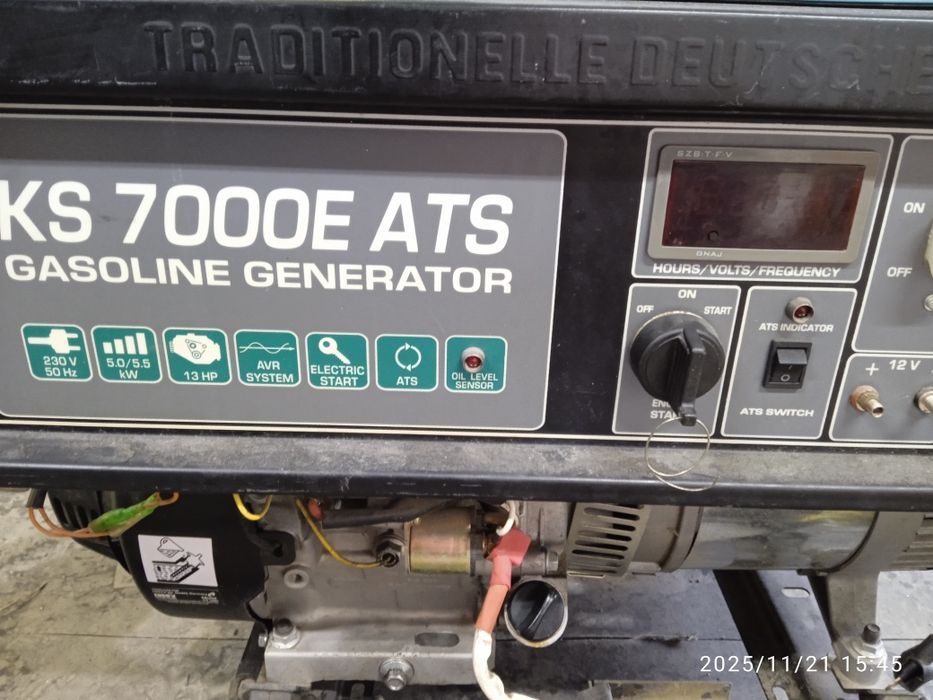 TRADITIONELLE DEUTSCHE
KS 7000E ATS
GASOLINE GENERATOR
230 V
50 Hz
5.0/5.5
kW
13 HP
AVR
SYSTEM
ELECTRIC
START
ATS
OIL LEVEL
SENSOR
SZB-T-F-V
HOURS/VOLTS/FREQUENCY
OFF
ON
START
ATS INDICATOR
ATS SWITCH
ON
OFF
+ 12 V
2025/11/21 15:45